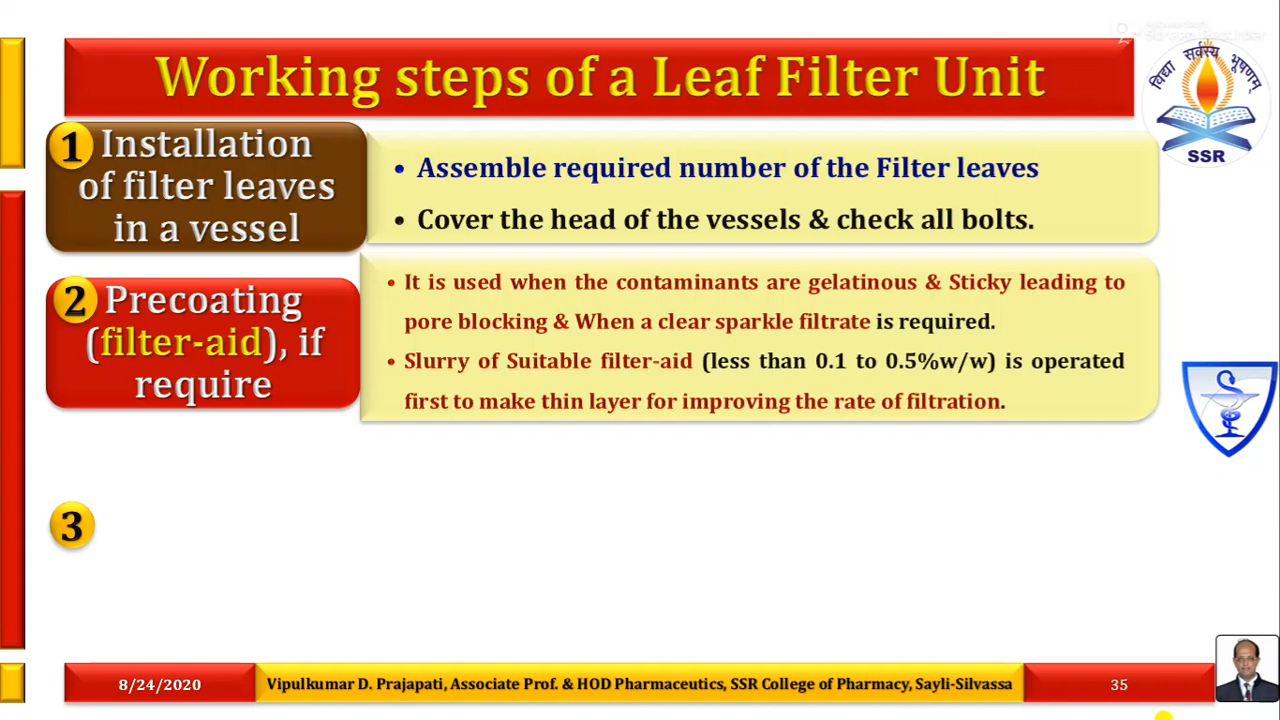 Working steps of a Leaf Filter Unit
विद्या सर्वस्य भूषणम्
SSR
1 Installation
of filter leaves
in a vessel
• Assemble required number of the Filter leaves
• Cover the head of the vessels & check all bolts.
2 Precoating
(filter-aid), if
require
• It is used when the contaminants are gelatinous & Sticky leading to
pore blocking & When a clear sparkle filtrate is required.
• Slurry of Suitable filter-aid (less than 0.1 to 0.5%w/w) is operated
first to make thin layer for improving the rate of filtration.
3
8/24/2020
Vipulkumar D. Prajapati, Associate Prof. & HOD Pharmaceutics, SSR College of Pharmacy, Sayli-Silvassa
35